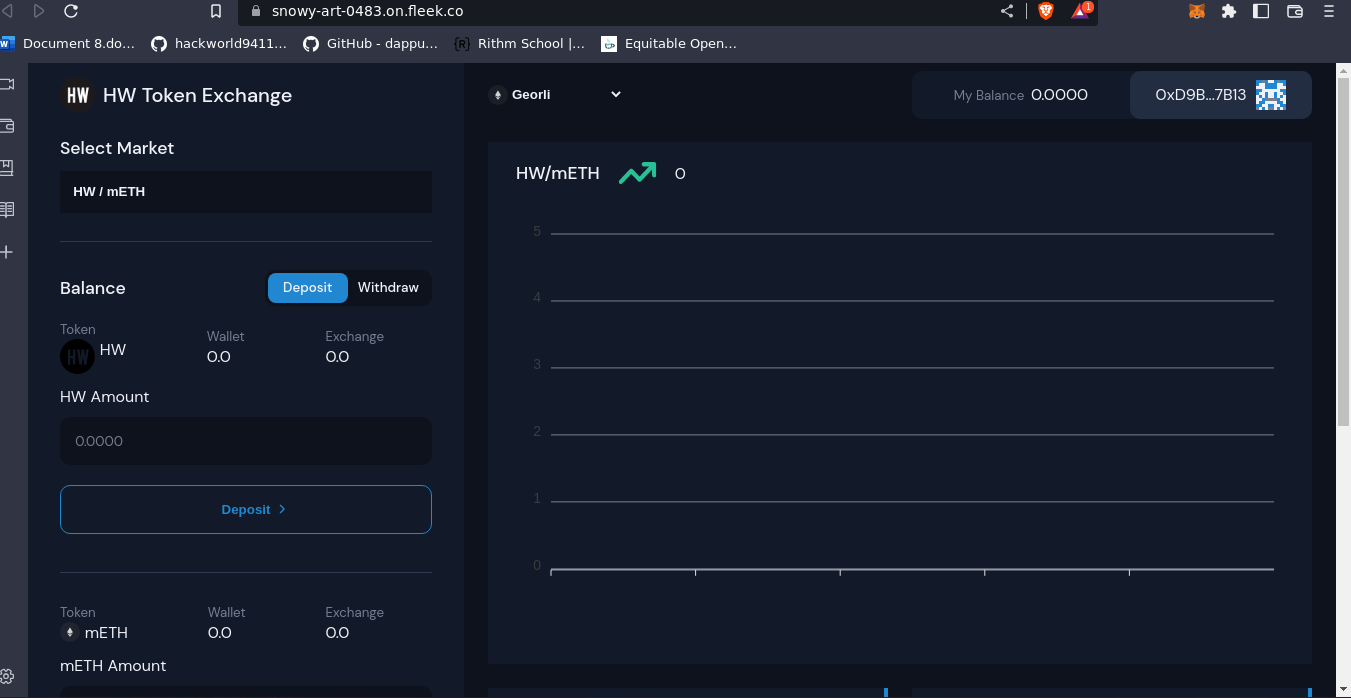 snowy-art-0483.on.fleek.co
1
Document 8.do...
hackworld9411...
GitHub - dappu...
{R}
Rithm School |...
Equitable Open...
HW
HW Token Exchange
Georli
My Balance 0.0000
0xD9B...7B13
Select Market
HW / mETH
HW/mETH
0
5
4
3
2
1
0
Balance
Deposit
Withdraw
Token
Wallet
Exchange
HW
HW
0.0
0.0
HW Amount
0.0000
Deposit >
Token
Wallet
Exchange
mETH
0.0
0.0
mETH Amount